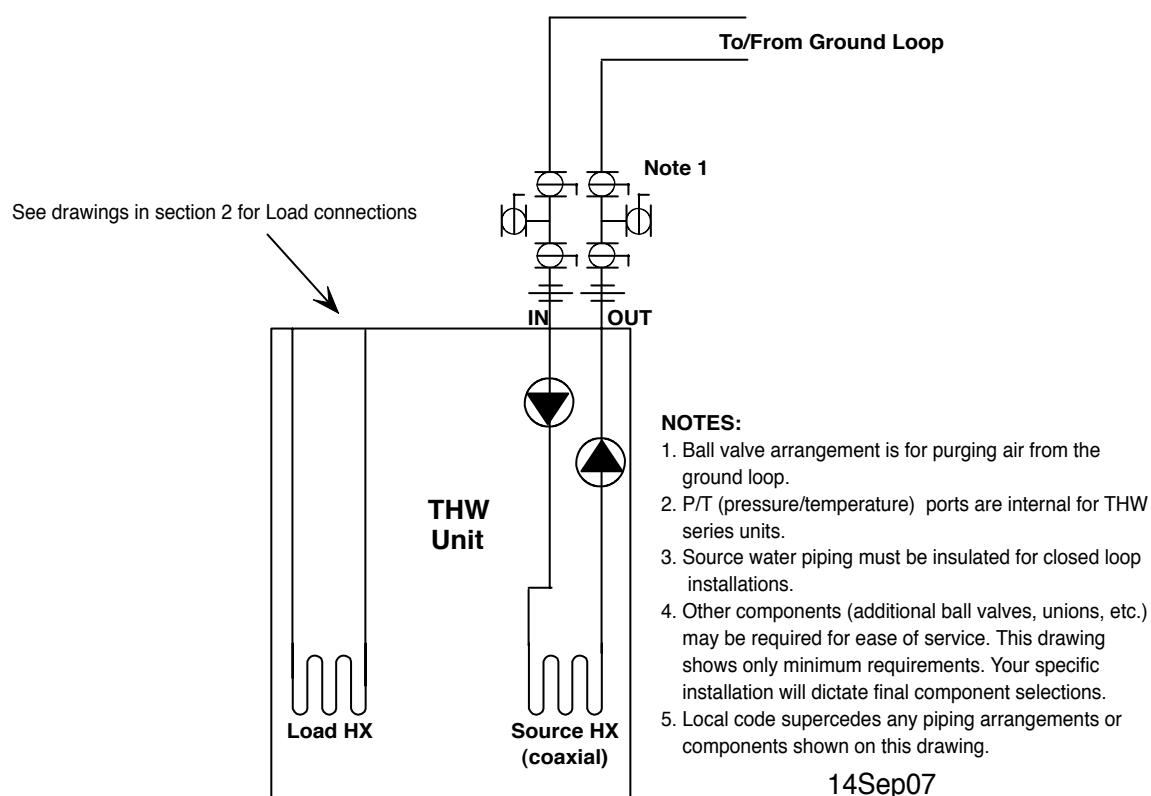 To/From Ground Loop
Note 1
See drawings in section 2 for Load connections
IN
OUT
THW
Unit
Load HX
Source HX
(coaxial)
NOTES:
1. Ball valve arrangement is for purging air from the
ground loop.
2. P/T (pressure/temperature) ports are internal for THW
series units.
3. Source water piping must be insulated for closed loop
installations.
4. Other components (additional ball valves, unions, etc.)
may be required for ease of service. This drawing
shows only minimum requirements. Your specific
installation will dictate final component selections.
5. Local code supercedes any piping arrangements or
components shown on this drawing.
14Sep07